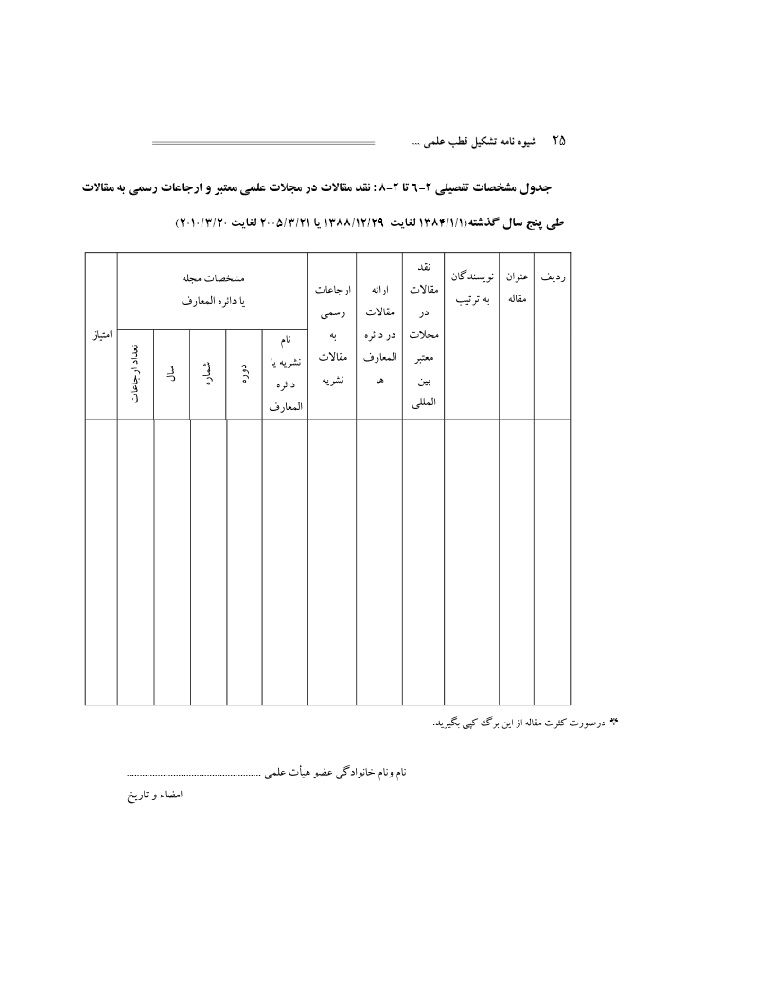 ۲۵ شیوه نامه تشکیل قطب علمی ...
جدول مشخصات تفصیلی ۲-۶ تا ۲-۸ : نقد مقالات در مجلات علمی معتبر و ارجاعات رسمی به مقالات
طی پنج سال گذشته(۱۳۸۴/۱/۱ لغایت ۱۳۸۸/۱۲/۲۹ یا ۲۰۰۵/۳/۲۱ لغایت ۲۰۱۰/۳/۲۰)
ردیف
عنوان
مقاله
نویسندگان
به ترتیب
نقد
مقالات
در
مجلات
معتبر
بین
المللی
ارائه
مقالات
در دائره
المعارف
ها
ارجاعات
رسمی
به
مقالات
نشریه
مشخصات مجله
یا دائره المعارف
نام
نشریه یا
دائره
المعارف
دوره
شماره
سال
تعداد ارجاعات
امتیاز
* درصورت کثرت مقاله از این برگ کپی بگیرید.
نام ونام خانوادگی عضو هیأت علمی ....................................................
امضاء و تاریخ